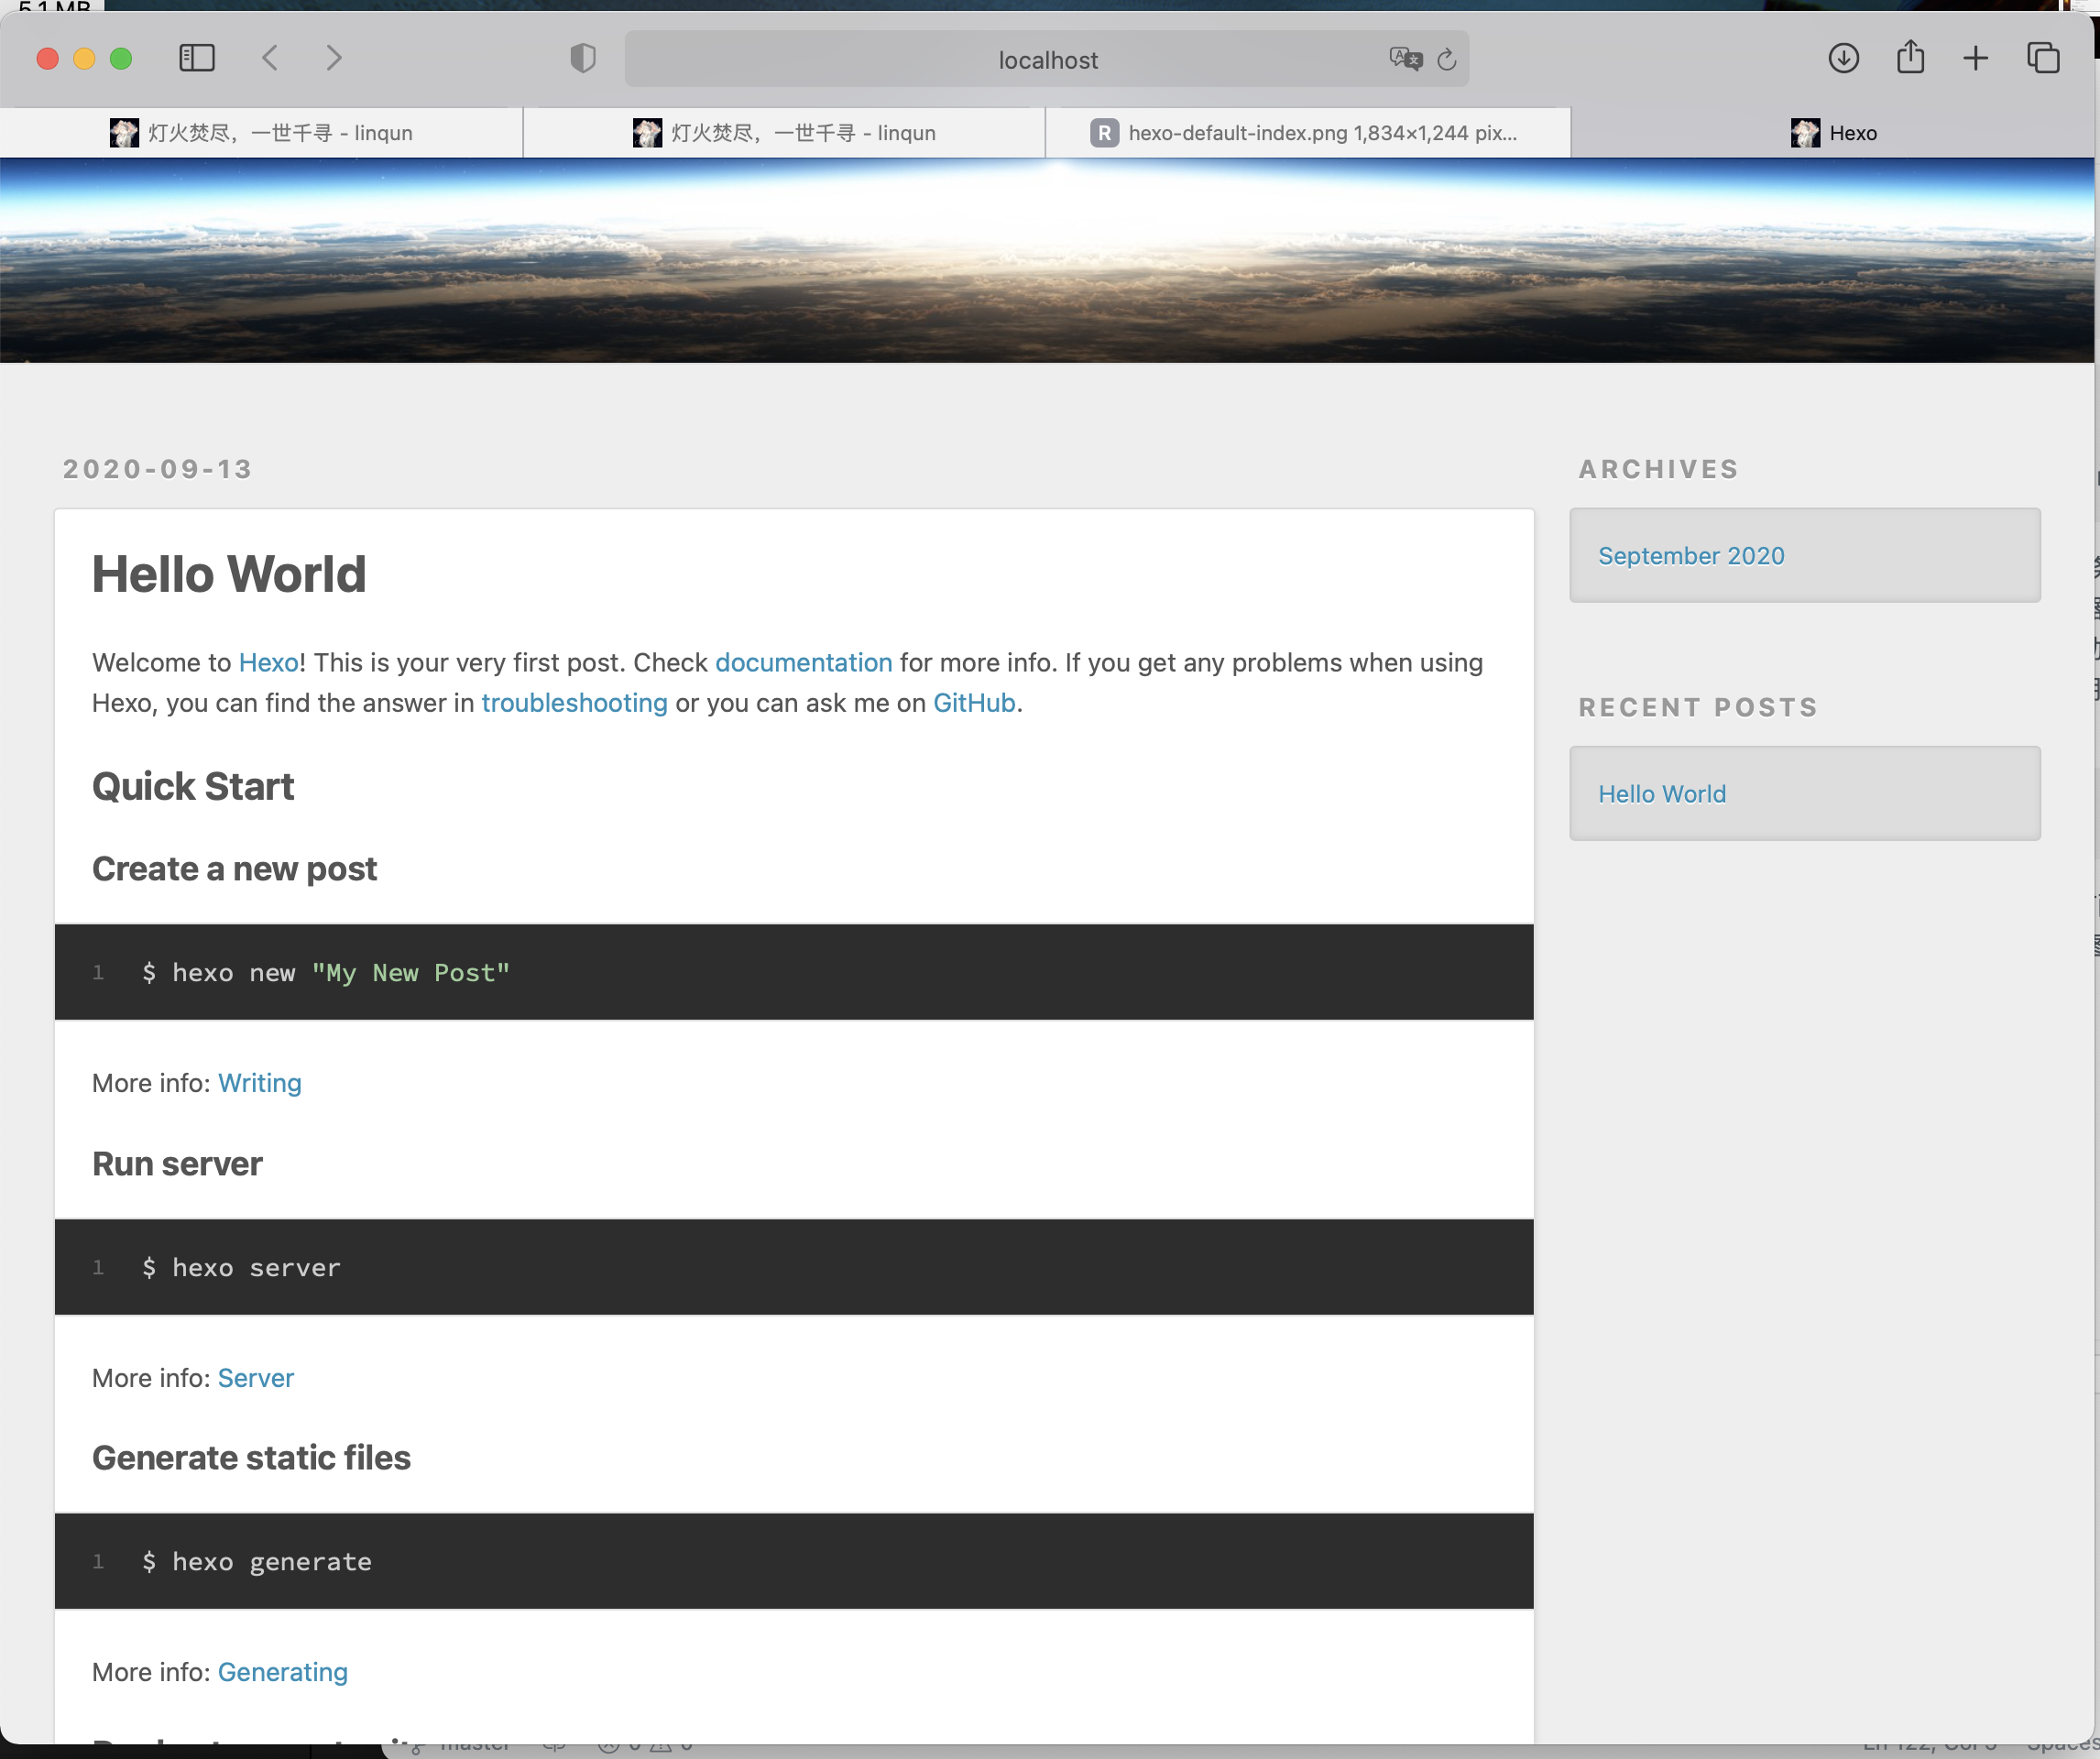 5.1 MB
localhost
灯火焚尽，一世千寻 - linqun
灯火焚尽，一世千寻 - linqun
R hexo-default-index.png 1,834×1,244 pix...
Hexo
2020-09-13
Hello World
Welcome to Hexo! This is your very first post. Check documentation for more info. If you get any problems when using
Hexo, you can find the answer in troubleshooting or you can ask me on GitHub.
Quick Start
Create a new post
1 $ hexo new "My New Post"
More info: Writing
Run server
1 $ hexo server
More info: Server
Generate static files
1 $ hexo generate
More info: Generating
ARCHIVES
September 2020
RECENT POSTS
Hello World
master